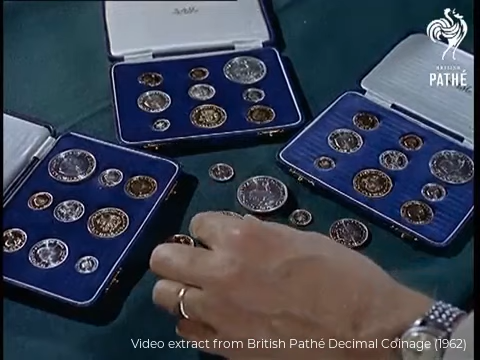 BRITISH
PATHÉ
Video extract from British Pathé Decimal Coinage (1962)